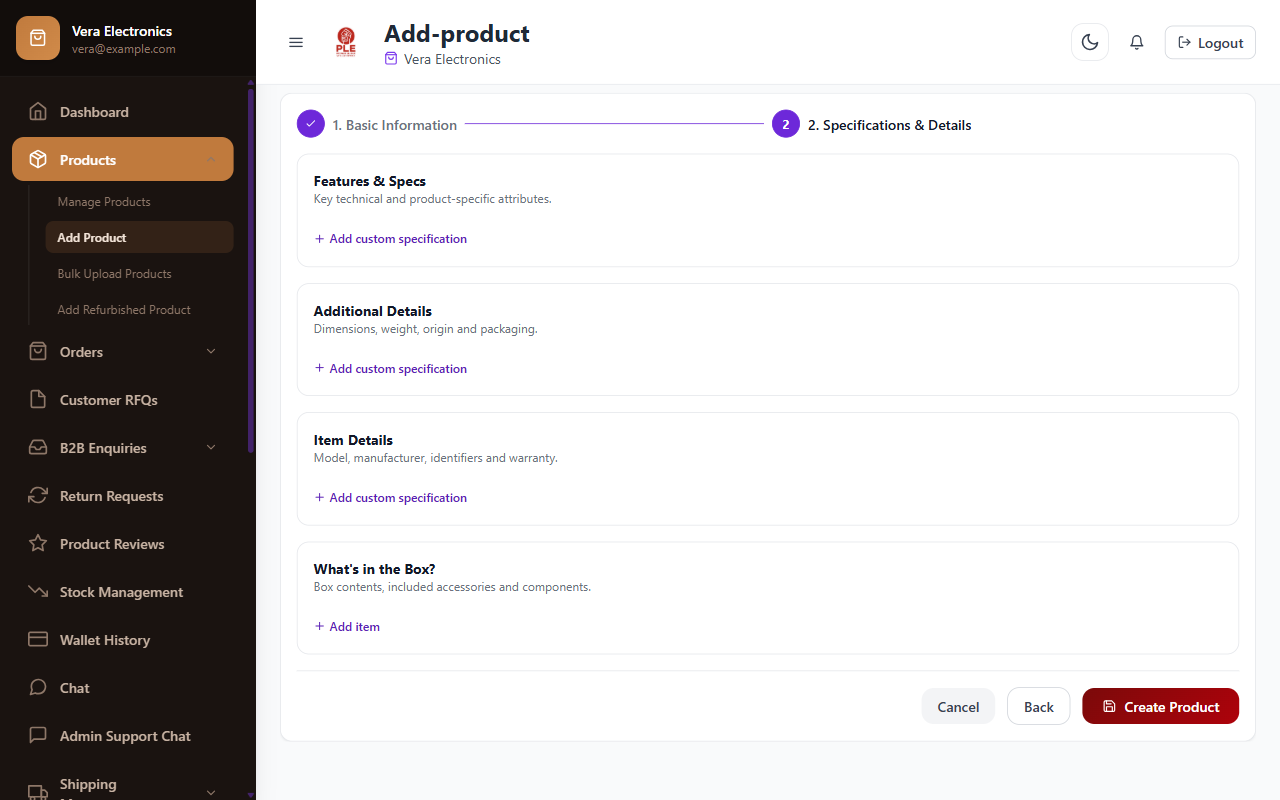 Vera Electronics
vera@example.com
Dashboard
Products
Manage Products
Add Product
Bulk Upload Products
Add Refurbished Product
Orders
Customer RFQs
B2B Enquiries
Return Requests
Product Reviews
Stock Management
Wallet History
Chat
Admin Support Chat
Shipping
PLE
Add-product
Vera Electronics
Logout
1. Basic Information
2
2. Specifications & Details
Features & Specs
Key technical and product-specific attributes.
+ Add custom specification
Additional Details
Dimensions, weight, origin and packaging.
+ Add custom specification
Item Details
Model, manufacturer, identifiers and warranty.
+ Add custom specification
What's in the Box?
Box contents, included accessories and components.
+ Add item
Cancel
Back
Create Product